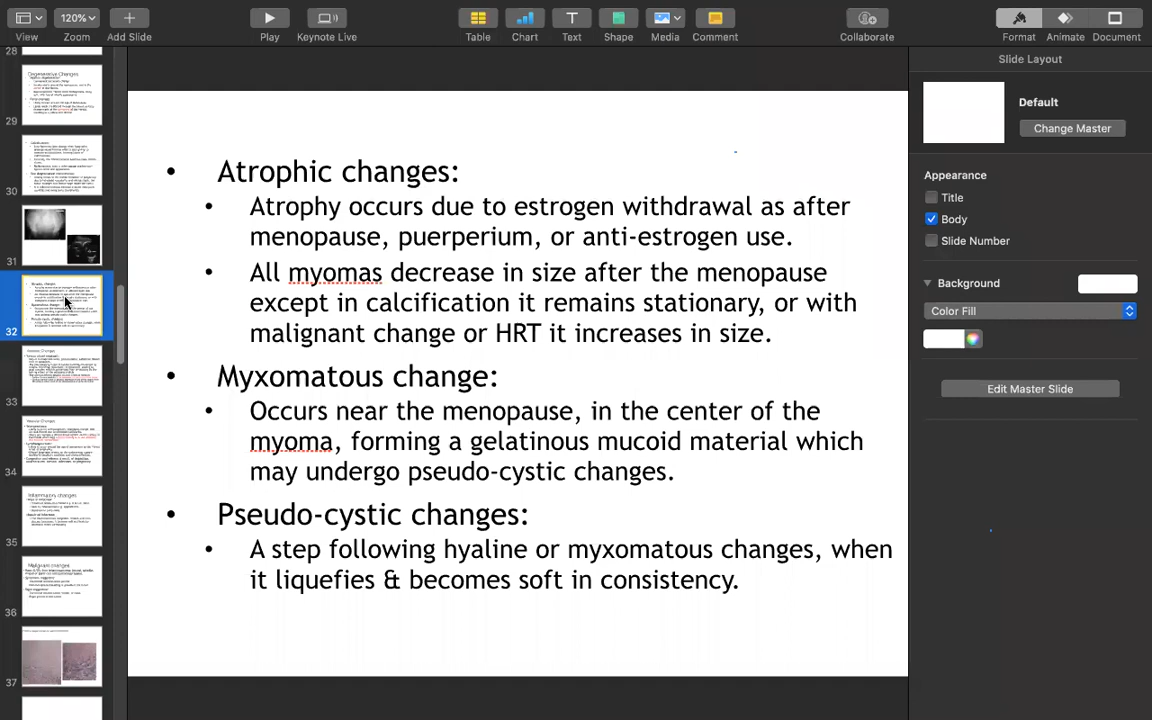 View
120%
Zoom
Add Slide
Play
Keynote Live
Table
Chart
Text
Shape
Media
Comment
Collaborate
Format
Animate
Document
28
29
30
31
32
33
34
35
36
37
Degenerative Changes
Inflammatory changes
Malignant changes
• Atrophic changes:
• Atrophy occurs due to estrogen withdrawal as after
menopause, puerperium, or anti-estrogen use.
• All myomas decrease in size after the menopause
except in calcification it remains stationary, or with
malignant change or HRT it increases in size.
• Myxomatous change:
• Occurs near the menopause, in the center of the
myoma, forming a gelatinous mucoid material which
may undergo pseudo-cystic changes.
• Pseudo-cystic changes:
• A step following hyaline or myxomatous changes, when
it liquefies & becomes soft in consistency.
Slide Layout
Default
Change Master
Appearance
Title
Body
Slide Number
Background
Color Fill
Edit Master Slide